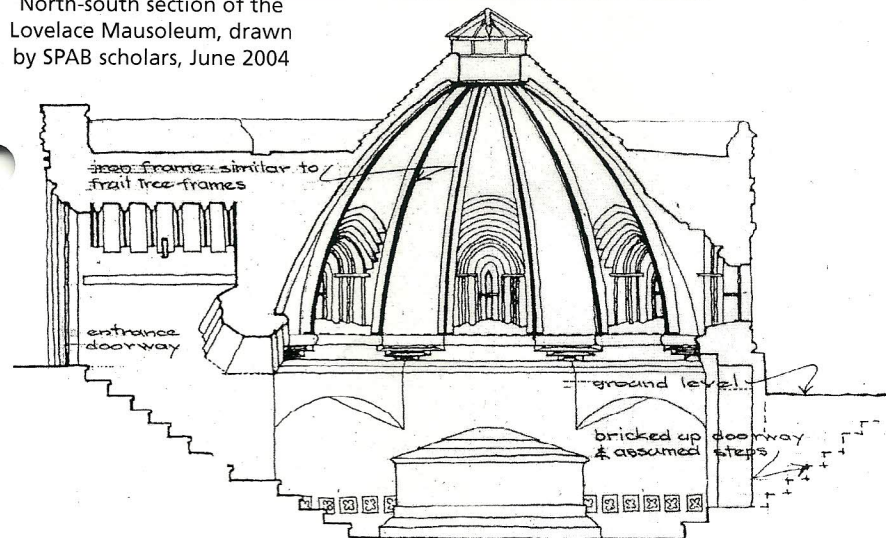 North-south section of the
Lovelace Mausoleum, drawn
by SPAB scholars, June 2004
iron frame · similar to
fruit tree frames
entrance
doorway
ground level
bricked up doorway
& assumed steps